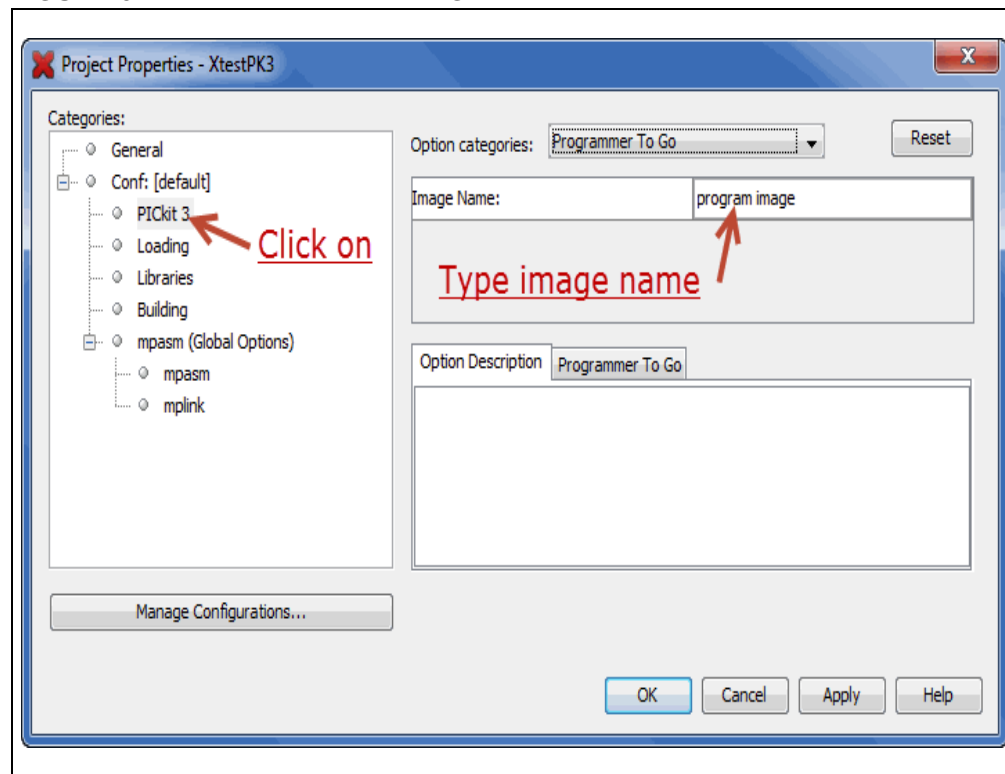 Project Properties - XtestPK3
Categories:
General
Conf: [default]
PICkit 3
Loading
Libraries
Building
mpasm (Global Options)
mpasm
mplink
Click on
Manage Configurations...
Option categories: Programmer To Go Reset
Image Name: program image
Type image name
Option Description Programmer To Go
OK Cancel Apply Help